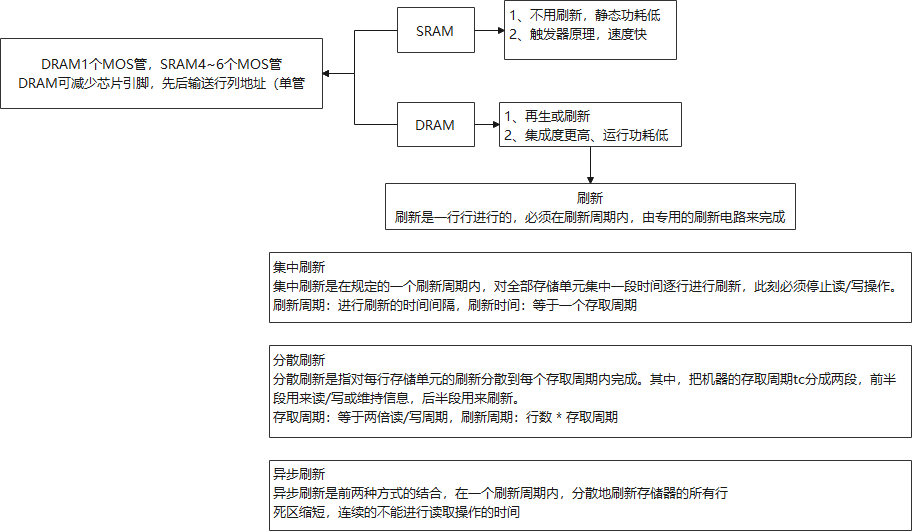 SRAM
1、不用刷新，静态功耗低
2、触发器原理，速度快
DRAM1个MOS管，SRAM4~6个MOS管
DRAM可减少芯片引脚，先后输送行列地址（单管
DRAM
1、再生或刷新
2、集成度更高、运行功耗低
刷新
刷新是一行行进行的，必须在刷新周期内，由专用的刷新电路来完成
集中刷新
集中刷新是在规定的一个刷新周期内，对全部存储单元集中一段时间逐行进行刷新，此刻必须停止读/写操作。
刷新周期：进行刷新的时间间隔，刷新时间：等于一个存取周期
分散刷新
分散刷新是指对每行存储单元的刷新分散到每个存取周期内完成。其中，把机器的存取周期tc分成两段，前半
段用来读/写或维持信息，后半段用来刷新。
存取周期：等于两倍读/写周期，刷新周期：行数 * 存取周期
异步刷新
异步刷新是前两种方式的结合，在一个刷新周期内，分散地刷新存储器的所有行
死区缩短，连续的不能进行读取操作的时间